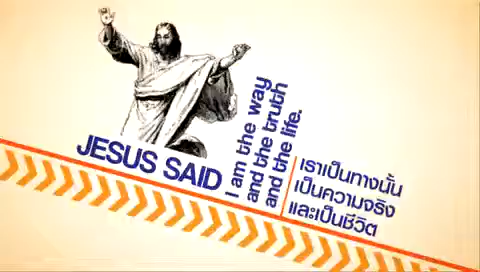 JESUS SAID
I am the way
and the truth
and the life.
เราเป็นทางนั้น
เป็นความจริง
และเป็นชีวิต